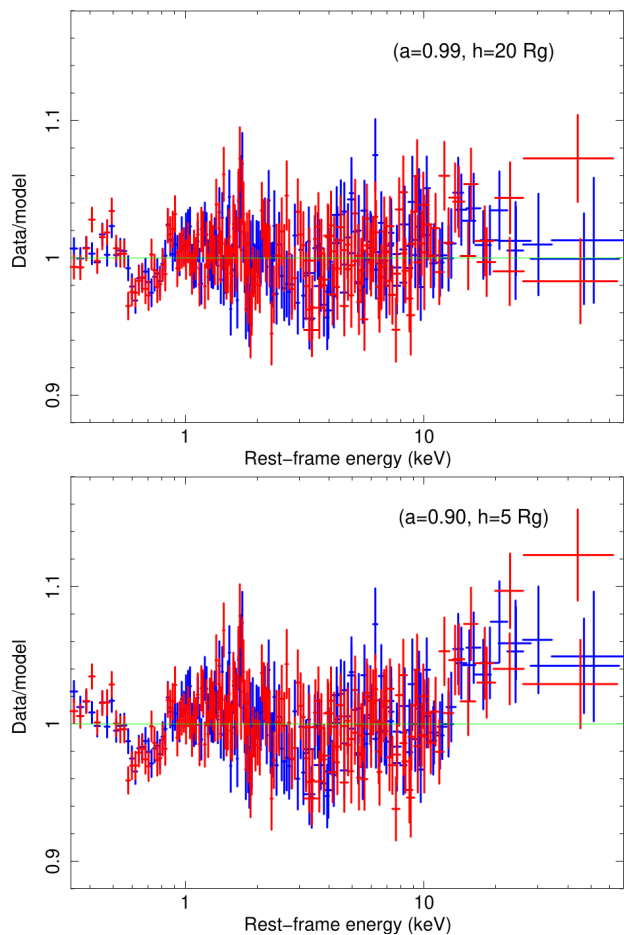 (a=0.99, h=20 Rg)
Data/model
1.1
1
0.9
1
10
Rest−frame energy (keV)
(a=0.90, h=5 Rg)
Data/model
1.1
1
0.9
1
10
Rest−frame energy (keV)